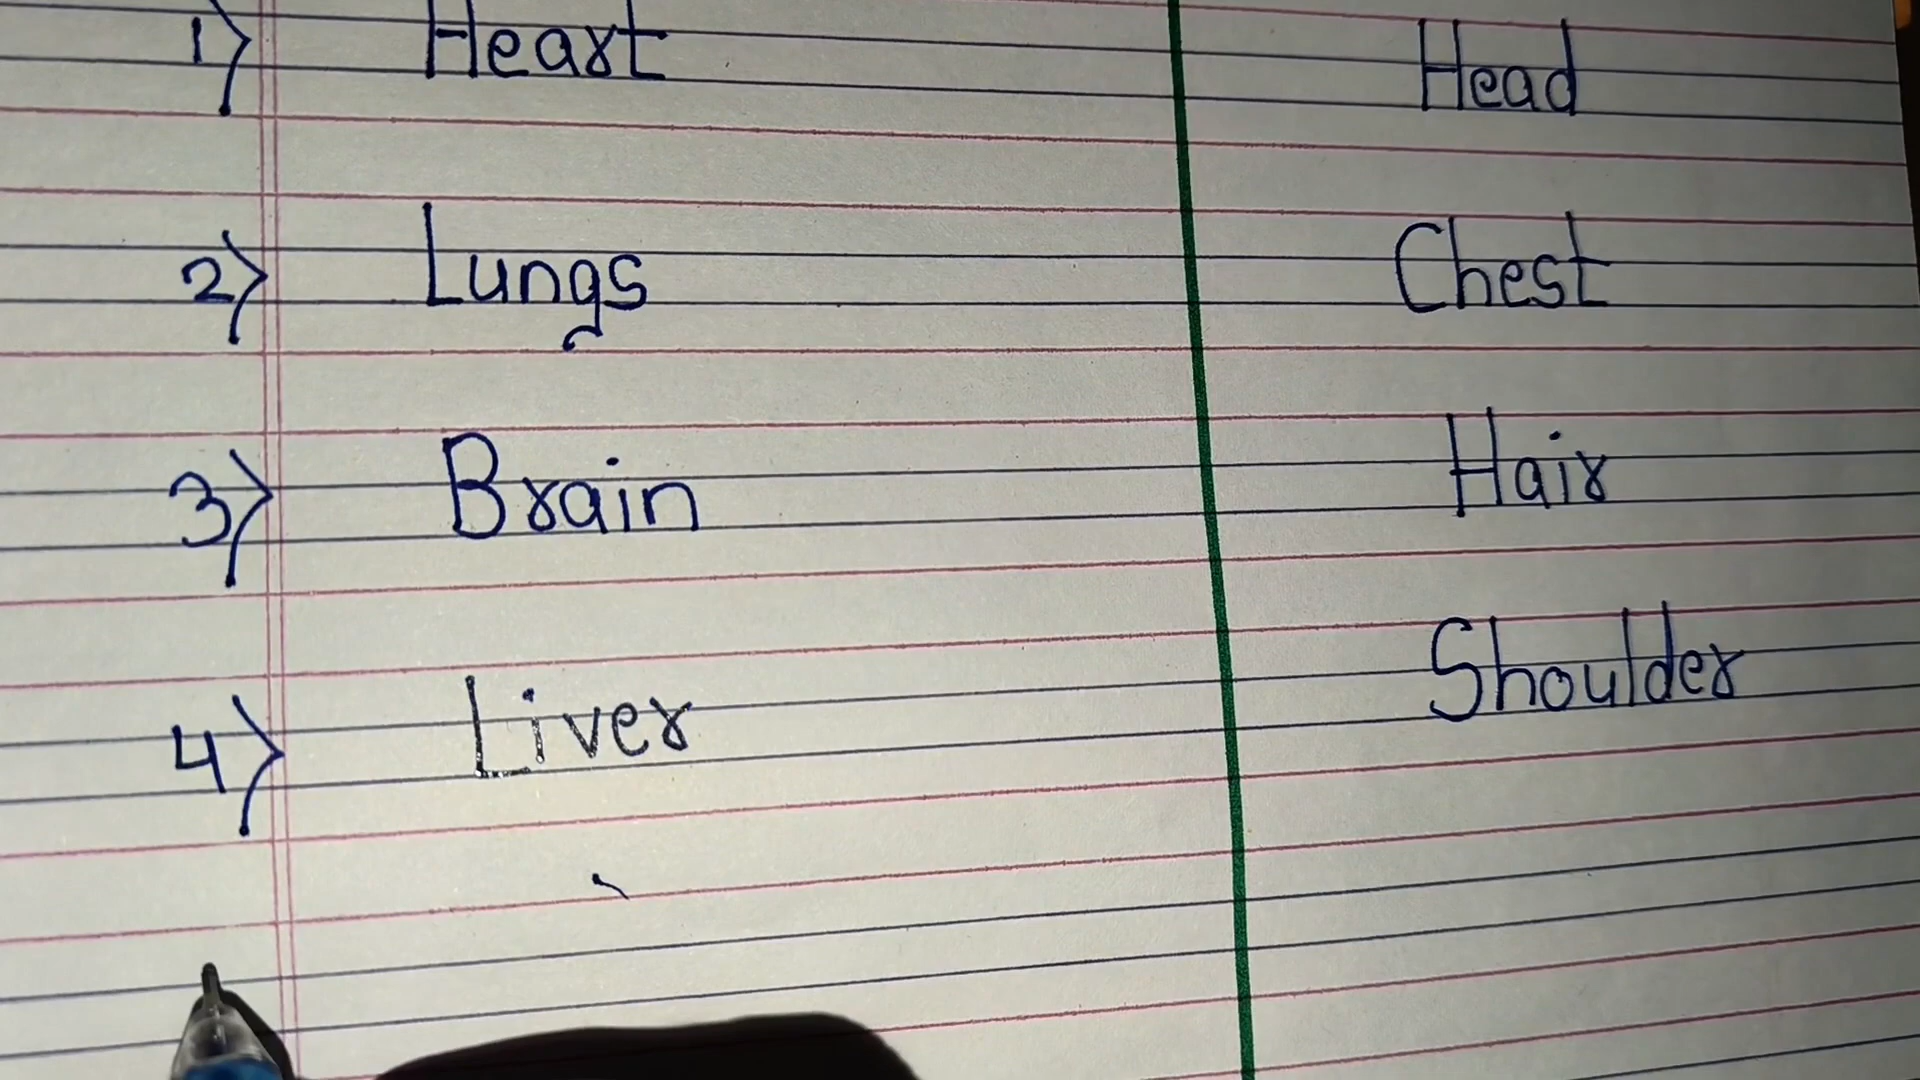 1) Heart Head
2) Lungs Chest
3) Brain Hair
4) Liver Shoulder